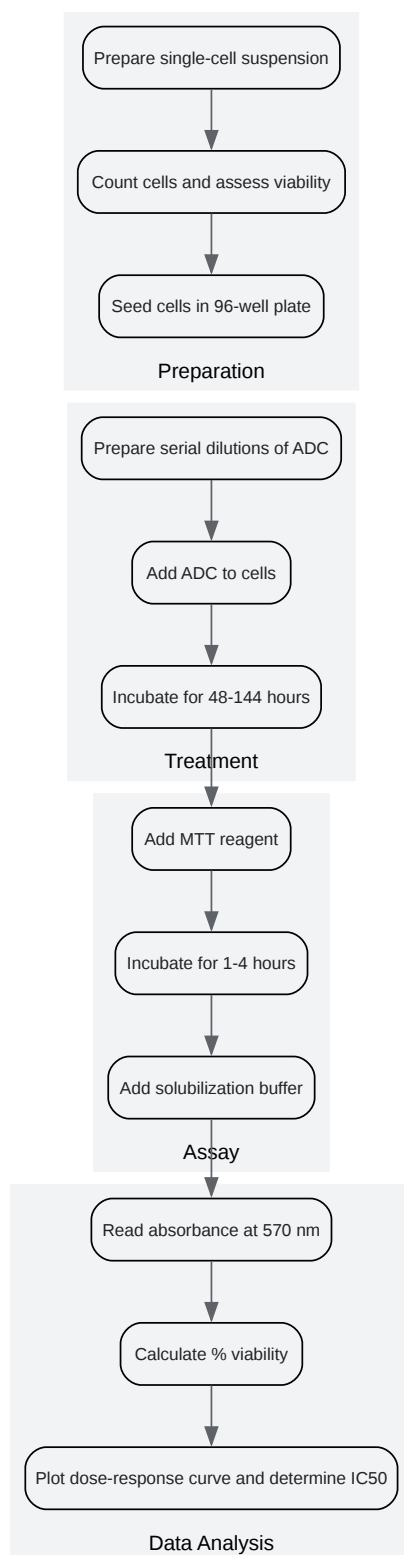 Prepare single-cell suspension
Count cells and assess viability
Seed cells in 96-well plate
Preparation
Prepare serial dilutions of ADC
Add ADC to cells
Incubate for 48-144 hours
Treatment
Add MTT reagent
Incubate for 1-4 hours
Add solubilization buffer
Assay
Read absorbance at 570 nm
Calculate % viability
Plot dose-response curve and determine IC50
Data Analysis